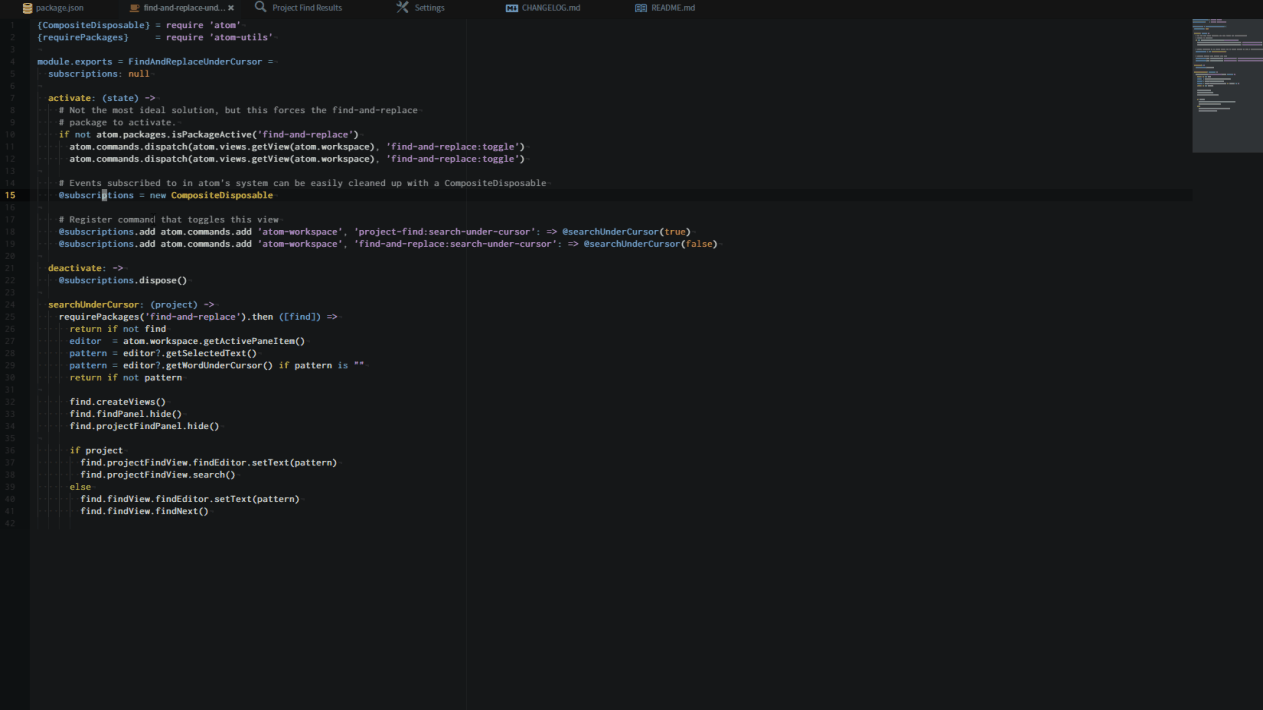 package.json find-and-replace-und... × Project Find Results Settings CHANGELOG.md README.md
1 {CompositeDisposable} = require 'atom'
2 {requirePackages}     = require 'atom-utils'
3
4 module.exports = FindAndReplaceUnderCursor =
5   subscriptions: null
6
7   activate: (state) ->
8     # Not the most ideal solution, but this forces the find-and-replace
9     # package to activate.
10     if not atom.packages.isPackageActive('find-and-replace')
11       atom.commands.dispatch(atom.views.getView(atom.workspace), 'find-and-replace:toggle')
12       atom.commands.dispatch(atom.views.getView(atom.workspace), 'find-and-replace:toggle')
13
14     # Events subscribed to in atom's system can be easily cleaned up with a CompositeDisposable
15     @subscriptions = new CompositeDisposable
16
17     # Register command that toggles this view
18     @subscriptions.add atom.commands.add 'atom-workspace', 'project-find:search-under-cursor': => @searchUnderCursor(true)
19     @subscriptions.add atom.commands.add 'atom-workspace', 'find-and-replace:search-under-cursor': => @searchUnderCursor(false)
20
21   deactivate: ->
22     @subscriptions.dispose()
23
24   searchUnderCursor: (project) ->
25     requirePackages('find-and-replace').then ([find]) =>
26       return if not find
27       editor  = atom.workspace.getActivePaneItem()
28       pattern = editor?.getSelectedText()
29       pattern = editor?.getWordUnderCursor() if pattern is ""
30       return if not pattern
31
32       find.createViews()
33       find.findPanel.hide()
34       find.projectFindPanel.hide()
35
36       if project
37         find.projectFindView.findEditor.setText(pattern)
38         find.projectFindView.search()
39       else
40         find.findView.findEditor.setText(pattern)
41         find.findView.findNext()
42